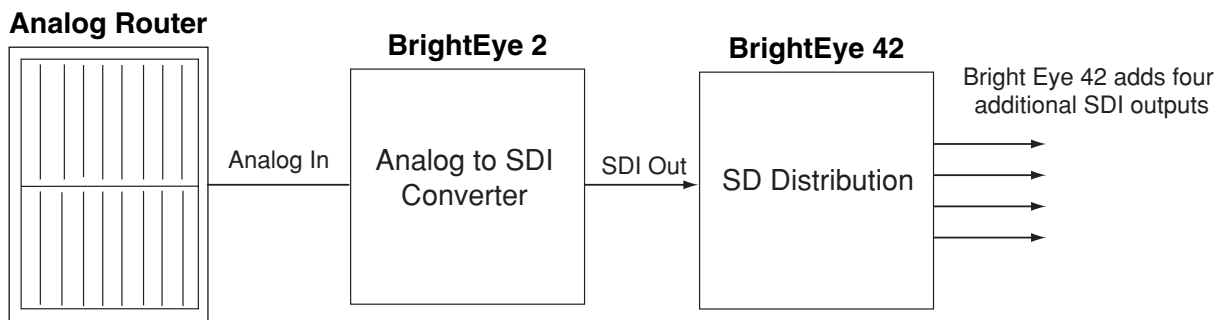 Analog Router
BrightEye 2
BrightEye 42
Bright Eye 42 adds four
additional SDI outputs
Analog In
Analog to SDI
Converter
SDI Out
SD Distribution